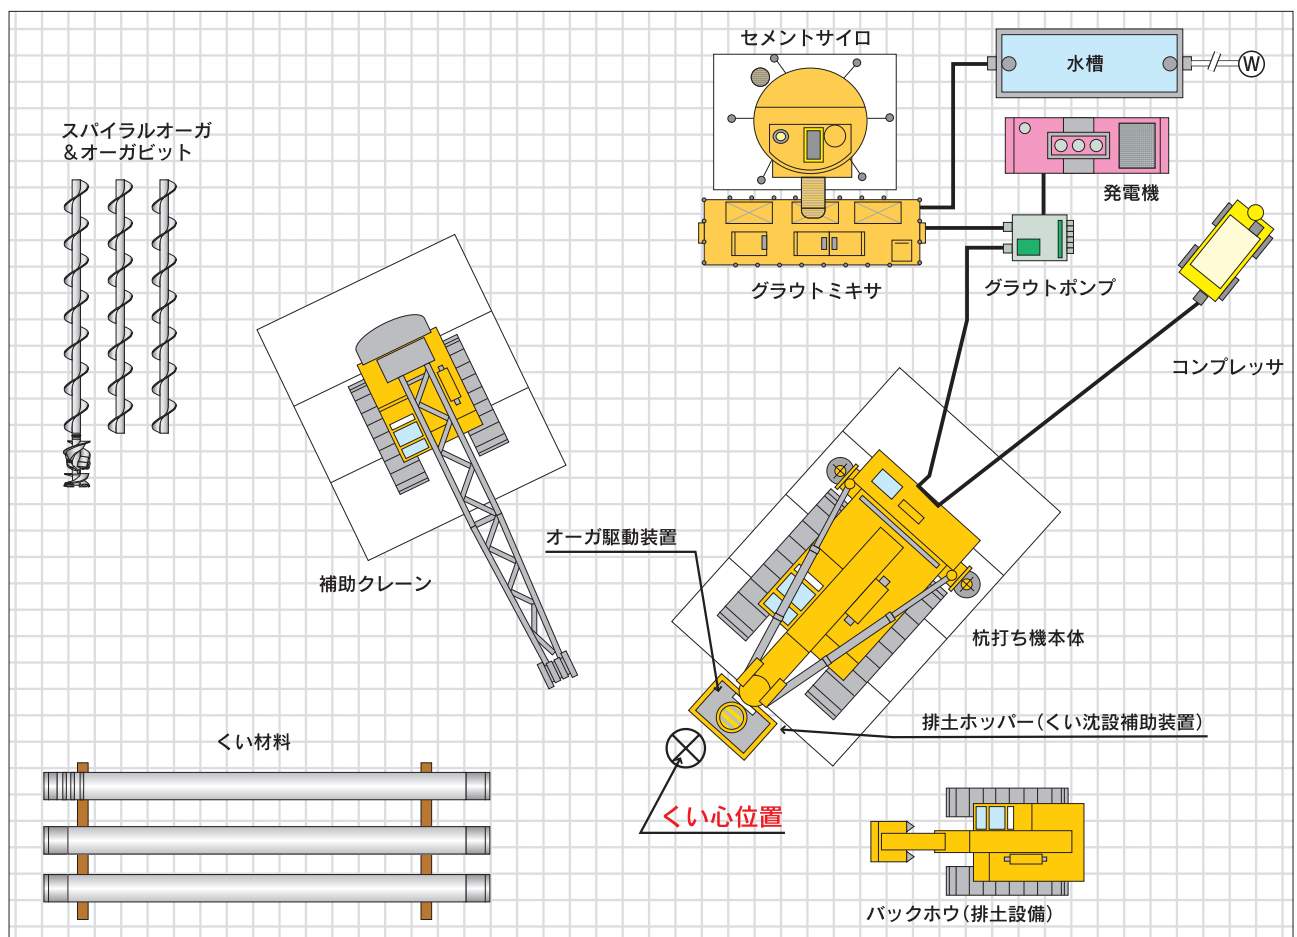 セメントサイロ
水槽
W
スパイラルオーガ
&オーガビット
発電機
グラウトミキサ
グラウトポンプ
コンプレッサ
オーガ駆動装置
補助クレーン
杭打ち機本体
排土ホッパー(くい沈設補助装置)
くい材料
くい心位置
バックホウ(排土設備)